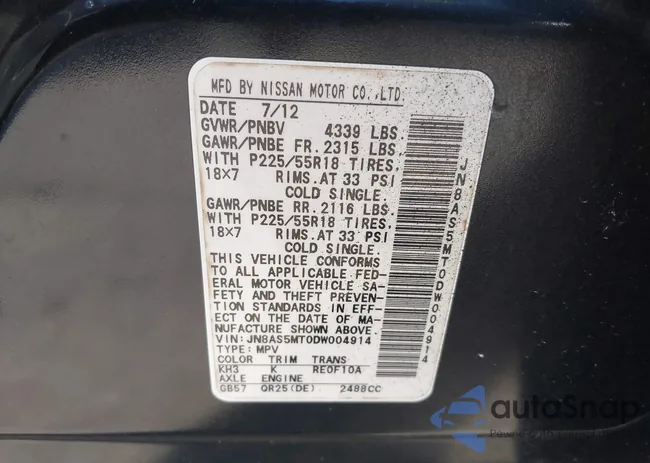 MFD BY NISSAN MOTOR CO.,LTD.
DATE 7/12
GVWR/PNBV 4339 LBS.
GAWR/PNBE FR. 2315 LBS.
WITH P225/55R18 TIRES,
18X7 RIMS. AT 33 PSI
COLD SINGLE.
GAWR/PNBE RR. 2116 LBS.
WITH P225/55R18 TIRES,
18X7 RIMS. AT 33 PSI
COLD SINGLE.
THIS VEHICLE CONFORMS
TO ALL APPLICABLE FED-
ERAL MOTOR VEHICLE SA-
FETY AND THEFT PREVEN-
TION STANDARDS IN EFF-
ECT ON THE DATE OF MA-
NUFACTURE SHOWN ABOVE.
VIN:JN8AS5MT0DW004914
TYPE: MPV
COLOR TRIM TRANS
KH3 K RE0F10A
AXLE ENGINE
GB57 QR25(DE) 2488CC
JN8AS5MT0DW004914
autoSnap